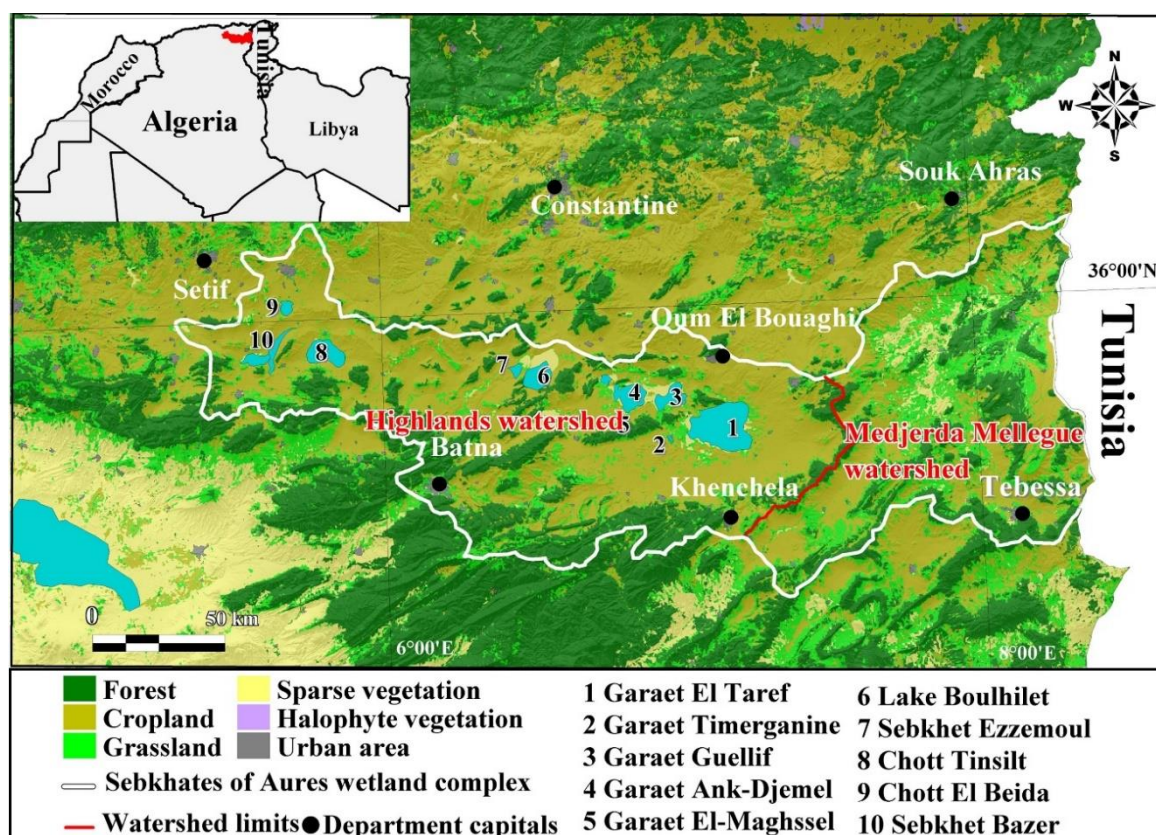 Morocco
Algeria
Tunisia
Libya
N
W
E
S
Souk Ahras
Constantine
36°00'N
Setif
9
Oum El Bouaghi
10
8
7
6
4
3
5
1
2
Highlands watershed
Medjerda Mellegue
watershed
Batna
Khenchela
Tebessa
Tunisia
0
50 km
6°00'E
8°00'E
Forest
Cropland
Grassland
Sparse vegetation
Halophyte vegetation
Urban area
Sebkhates of Aures wetland complex
Watershed limits
Department capitals
1 Garaet El Taref
2 Garaet Timerganine
3 Garaet Guellif
4 Garaet Ank-Djemel
5 Garaet El-Maghssel
6 Lake Boulhilet
7 Sebkhet Ezzemoul
8 Chott Tinsilt
9 Chott El Beida
10 Sebkhet Bazer